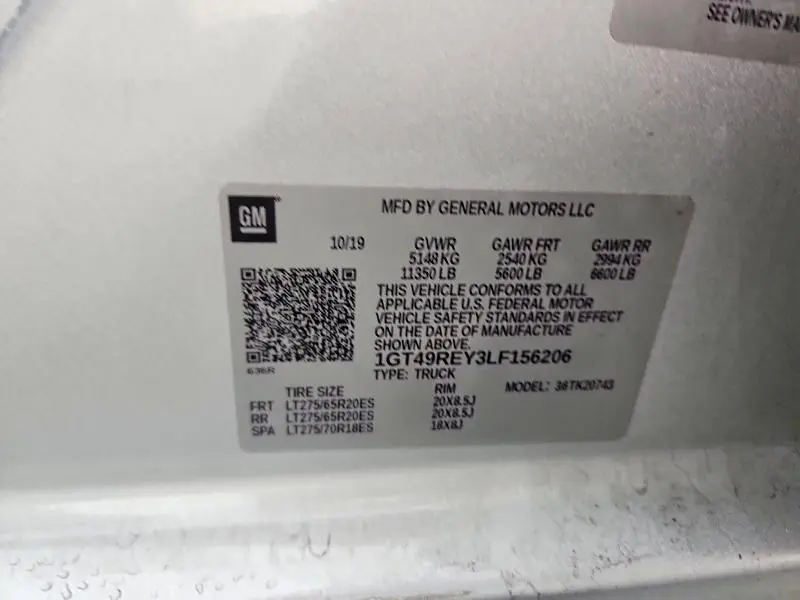 SEE OWNER'S MA
GM
MFD BY GENERAL MOTORS LLC
10/19 GVWR GAWR FRT GAWR RR
5148 KG 2540 KG 2994 KG
11350 LB 5600 LB 6600 LB
THIS VEHICLE CONFORMS TO ALL
APPLICABLE U.S. FEDERAL MOTOR
VEHICLE SAFETY STANDARDS IN EFFECT
ON THE DATE OF MANUFACTURE
SHOWN ABOVE.
1GT49REY3LF156206
636R
TYPE: TRUCK
TIRE SIZE RIM MODEL: 36TK20743
FRT LT275/65R20ES 20X8.5J
RR LT275/65R20ES 20X8.5J
SPA LT275/70R18ES 18X8J